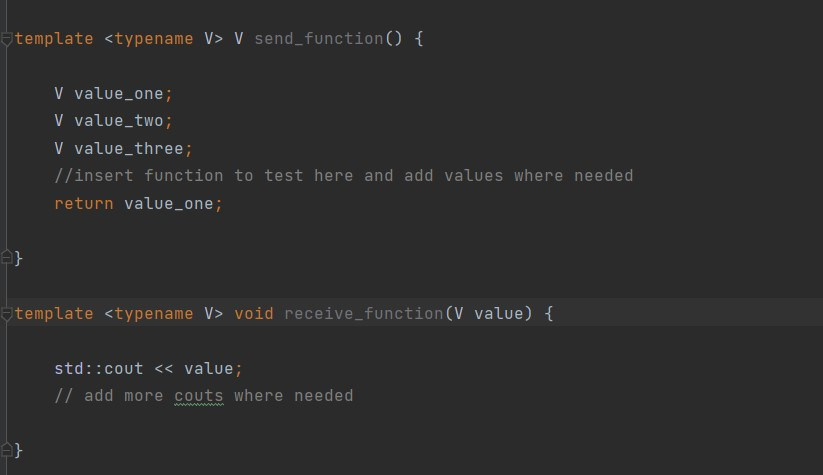 template <typename V> V send_function() {
V value_one;
V value_two;
V value_three;
//insert function to test here and add values where needed
return value_one;
}
template <typename V> void receive_function(V value) {
std::cout << value;
// add more couts where needed
}